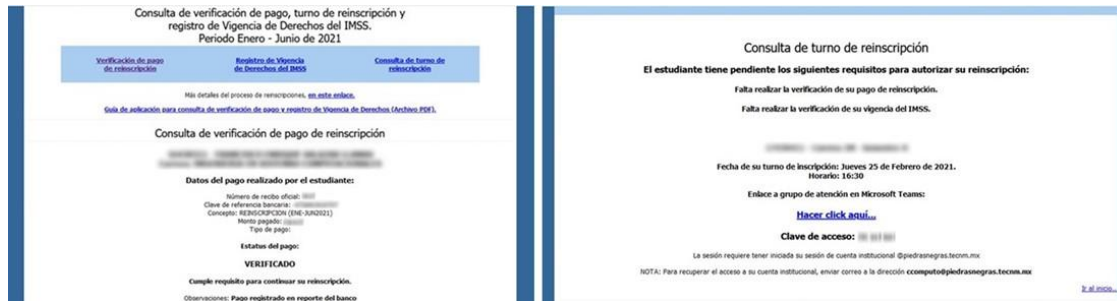 Consulta de verificación de pago, turno de reinscripción y
registro de Vigencia de Derechos del IMSS.
Periodo Enero - Junio de 2021
Verificación de pago
de reinscripción
Registro de Vigencia
de Derechos del IMSS
Consulta de turno de
reinscripción
Más detalles del proceso de reinscripciones, en este enlace.
Guía de aplicación para consulta de verificación de pago y registro de Vigencia de Derechos (Archivo PDF).
Consulta de verificación de pago de reinscripción
Datos del pago realizado por el estudiante:
Número de recibo oficial:
Clave de referencia bancaria:
Concepto: REINSCRIPCION (ENE-JUN2021)
Monto pagado:
Tipo de pago:
Estatus del pago:
VERIFICADO
Cumple requisito para continuar su reinscripción.
Observaciones: Pago registrado en reporte del banco
Consulta de turno de reinscripción
El estudiante tiene pendiente los siguientes requisitos para autorizar su reinscripción:
Falta realizar la verificación de su pago de reinscripción.
Falta realizar la verificación de su vigencia del IMSS.
Fecha de su turno de inscripción: Jueves 25 de Febrero de 2021.
Horario: 16:30
Enlace a grupo de atención en Microsoft Teams:
Hacer click aquí...
Clave de acceso:
La sesión requiere tener iniciada su sesión de cuenta institucional @piedrasnegras.tecnm.mx
NOTA: Para recuperar el acceso a su cuenta institucional, enviar correo a la dirección ccomputo@piedrasnegras.tecnm.mx
Ir al inicio...